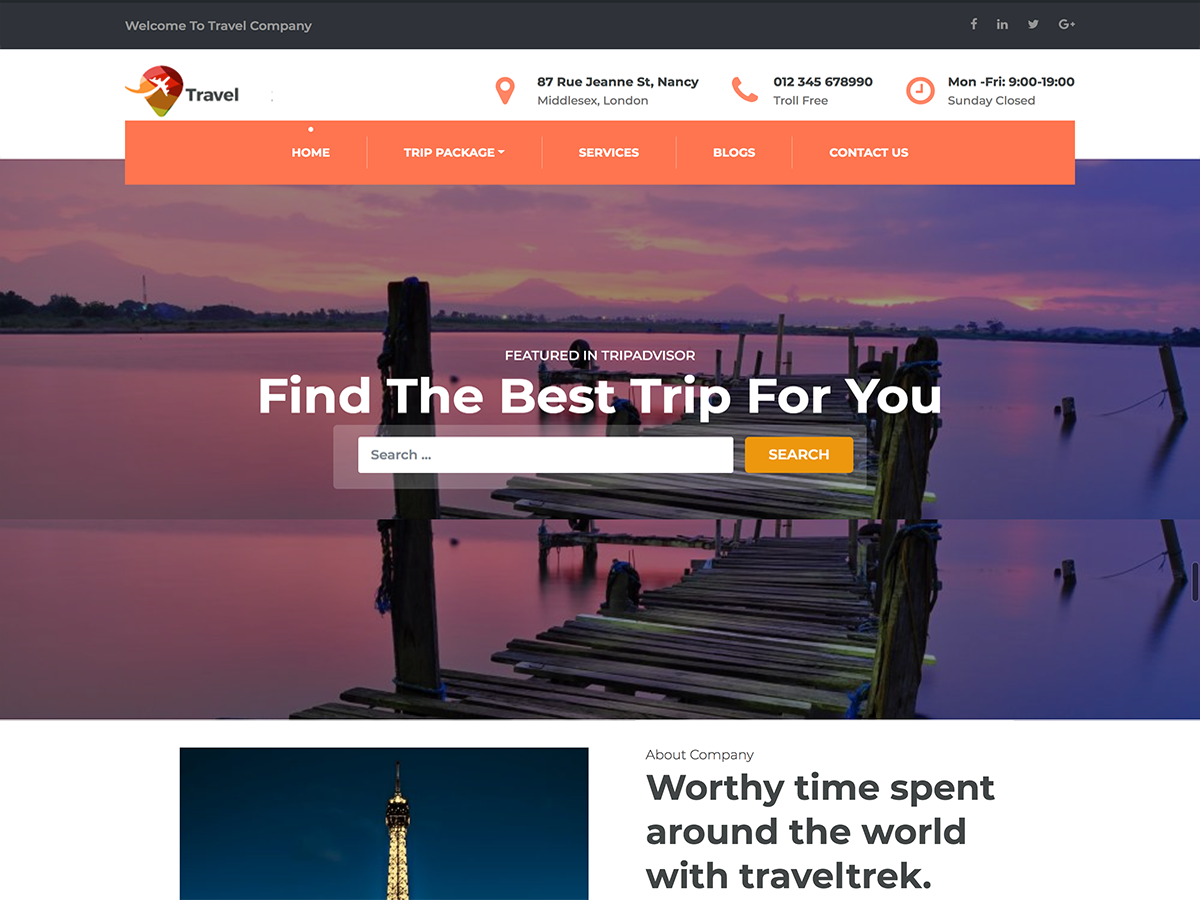 Welcome To Travel Company
Travel
:
87 Rue Jeanne St, Nancy
Middlesex, London
012 345 678990
Troll Free
Mon -Fri: 9:00-19:00
Sunday Closed
HOME
TRIP PACKAGE
SERVICES
BLOGS
CONTACT US
FEATURED IN TRIPADVISOR
Find The Best Trip For You
Search ...
SEARCH
About Company
Worthy time spent
around the world
with traveltrek.